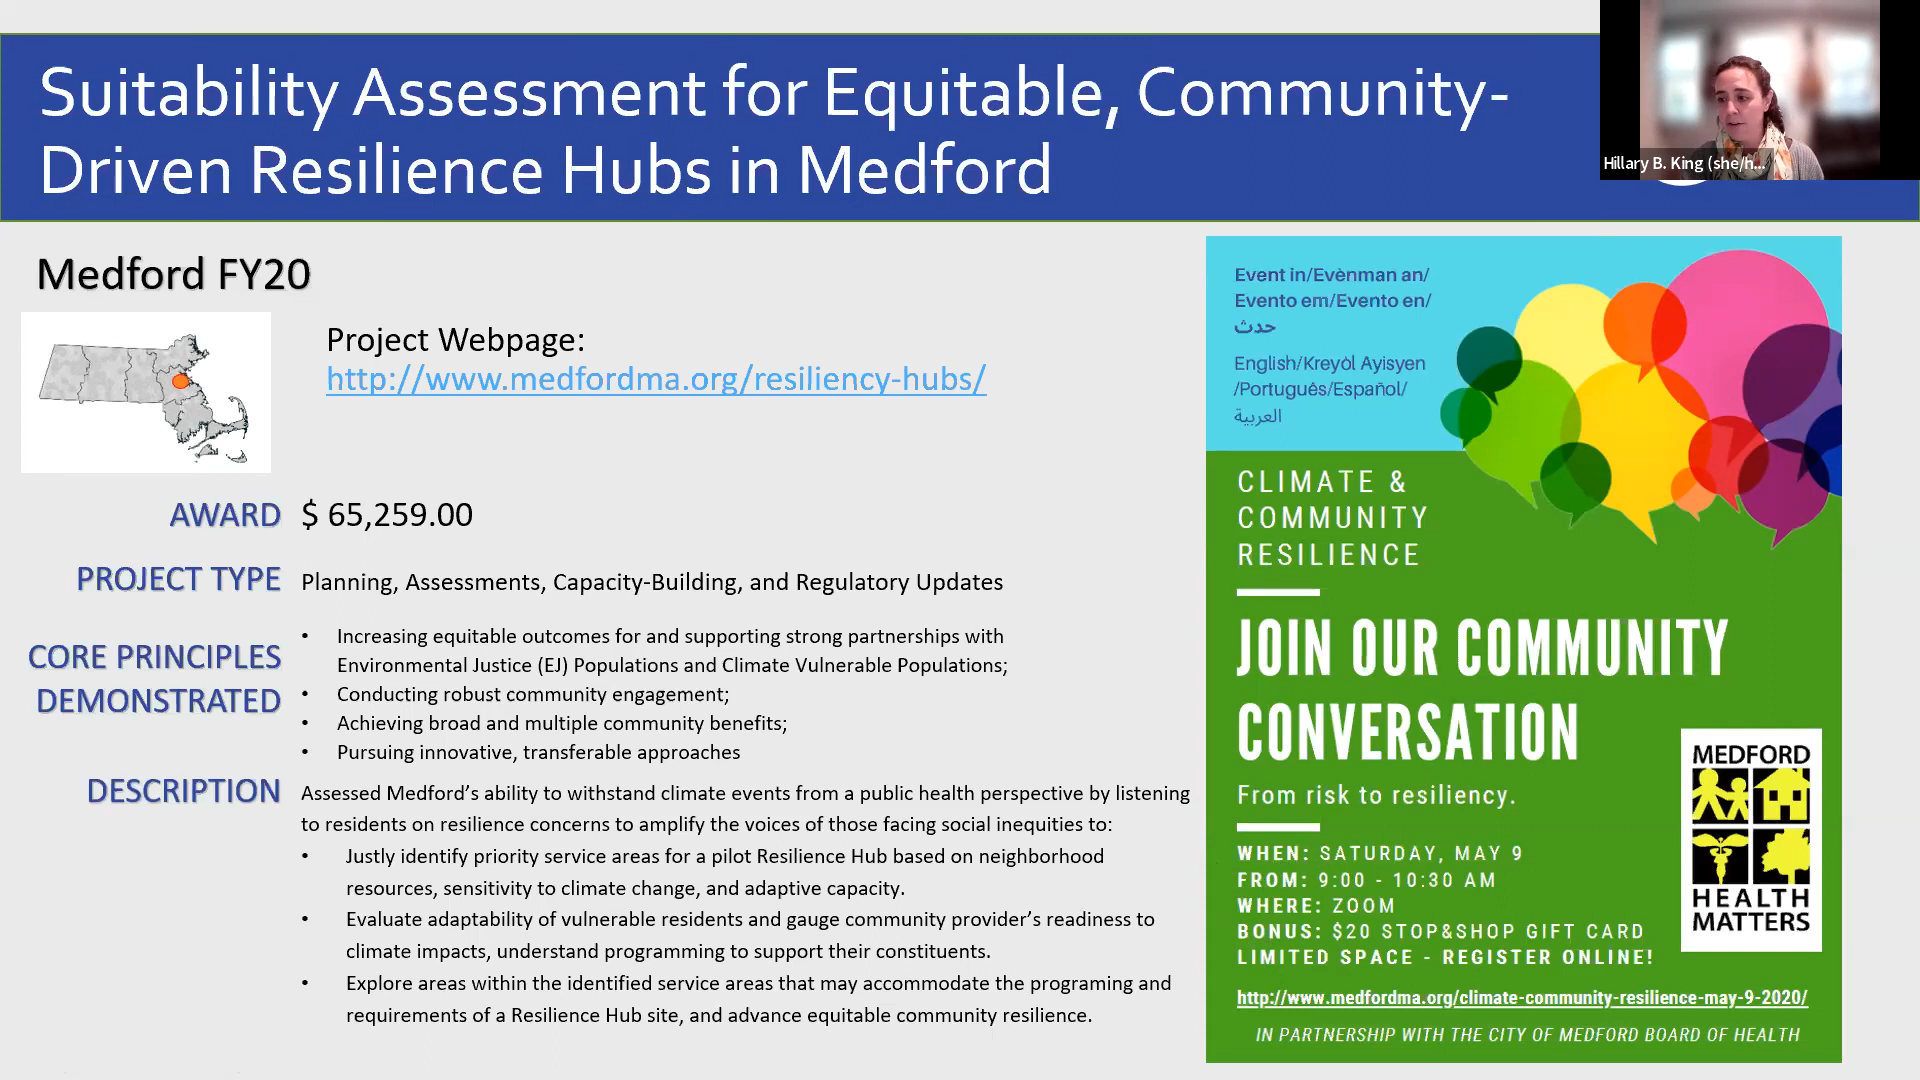 Suitability Assessment for Equitable, Community-
Driven Resilience Hubs in Medford
Hillary B. King (she/h...
Medford FY20
Project Webpage:
http://www.medfordma.org/resiliency-hubs/
AWARD $ 65,259.00
PROJECT TYPE Planning, Assessments, Capacity-Building, and Regulatory Updates
CORE PRINCIPLES
DEMONSTRATED
• Increasing equitable outcomes for and supporting strong partnerships with
Environmental Justice (EJ) Populations and Climate Vulnerable Populations;
• Conducting robust community engagement;
• Achieving broad and multiple community benefits;
• Pursuing innovative, transferable approaches
DESCRIPTION Assessed Medford's ability to withstand climate events from a public health perspective by listening
to residents on resilience concerns to amplify the voices of those facing social inequities to:
• Justly identify priority service areas for a pilot Resilience Hub based on neighborhood
resources, sensitivity to climate change, and adaptive capacity.
• Evaluate adaptability of vulnerable residents and gauge community provider's readiness to
climate impacts, understand programming to support their constituents.
• Explore areas within the identified service areas that may accommodate the programing and
requirements of a Resilience Hub site, and advance equitable community resilience.
Event in/Evènman an/
Evento em/Evento en/
حدث
English/Kreyòl Ayisyen
/Português/Español/
العربية
CLIMATE &
COMMUNITY
RESILIENCE
JOIN OUR COMMUNITY
CONVERSATION
From risk to resiliency.
WHEN: SATURDAY, MAY 9
FROM: 9:00 - 10:30 AM
WHERE: ZOOM
BONUS: $20 STOP&SHOP GIFT CARD
LIMITED SPACE - REGISTER ONLINE!
MEDFORD
HEALTH
MATTERS
http://www.medfordma.org/climate-community-resilience-may-9-2020/
IN PARTNERSHIP WITH THE CITY OF MEDFORD BOARD OF HEALTH